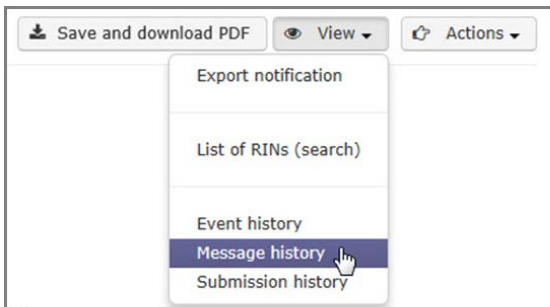 Save and download PDF View Actions
Export notification
List of RINs (search)
Event history
Message history
Submission history